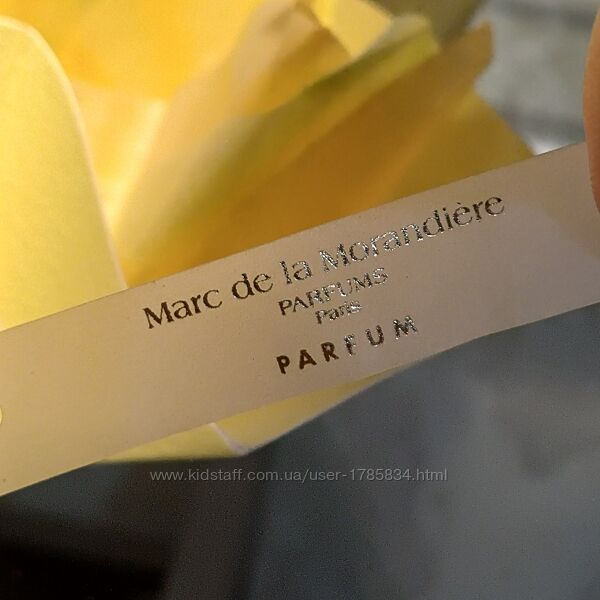 Marc de la Morandière
PARFUMS
Paris
PARFUM
www.kidstaff.com.ua/user-1785834.html